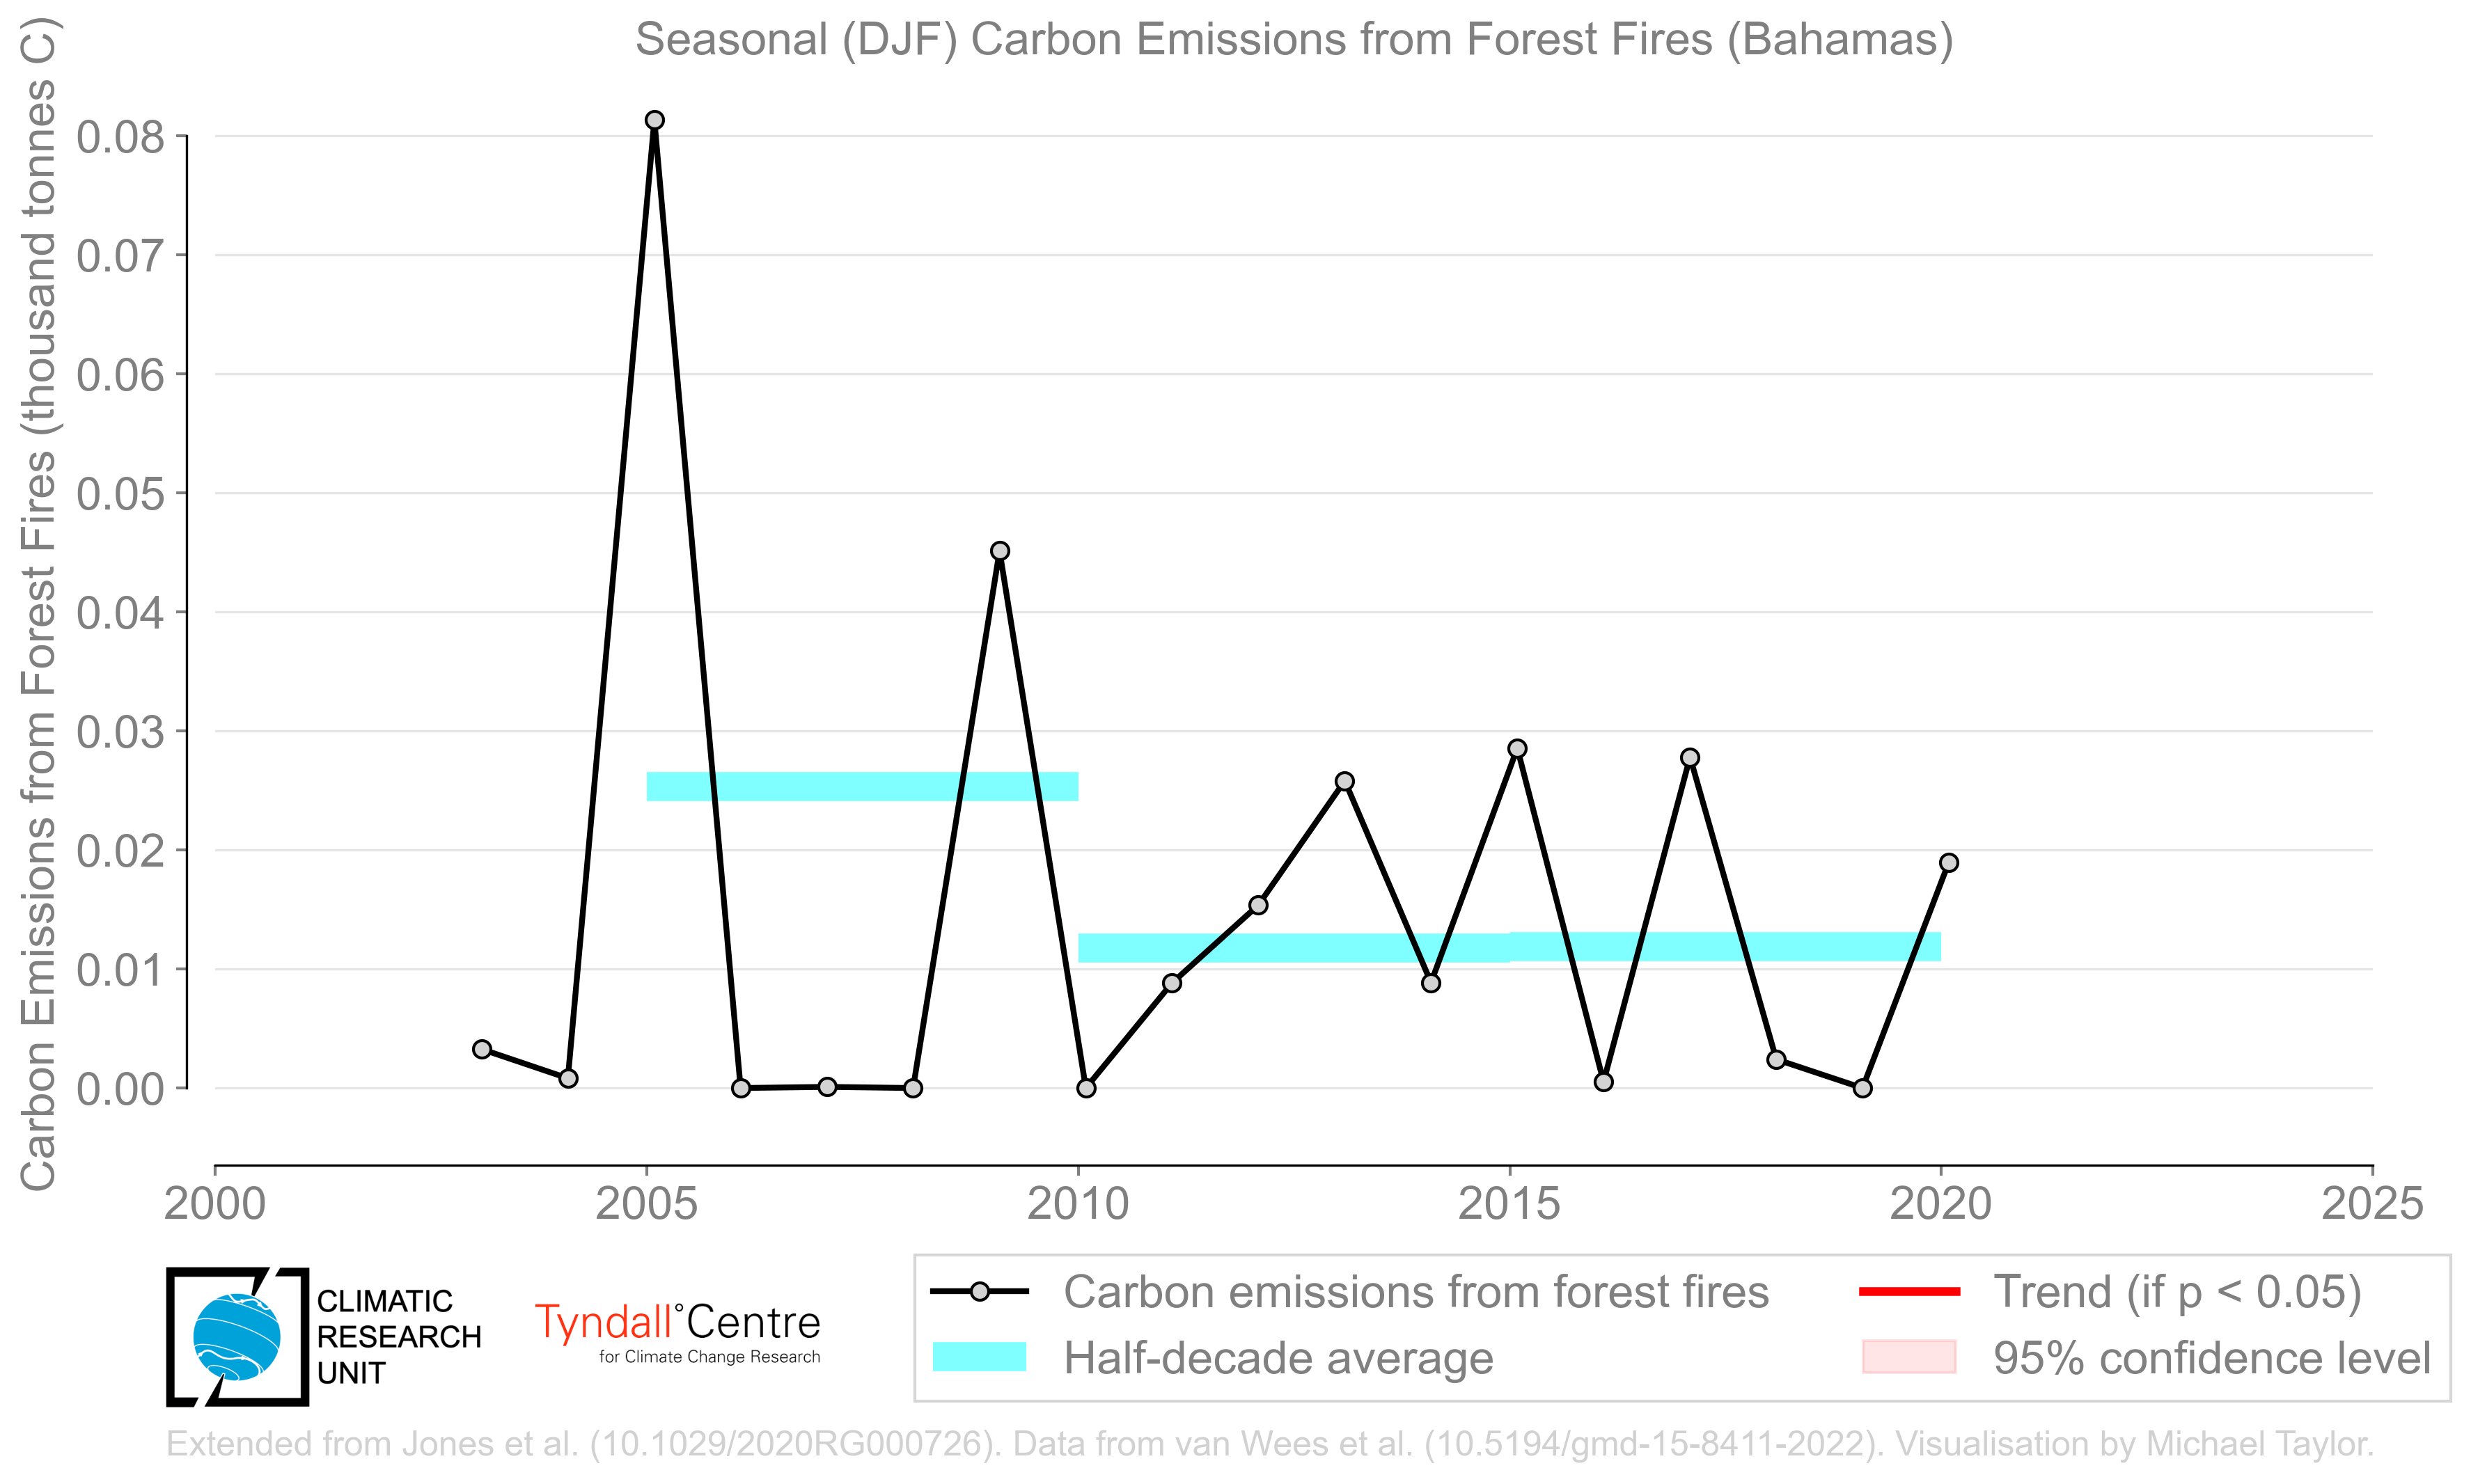 Seasonal (DJF) Carbon Emissions from Forest Fires (Bahamas)
Carbon Emissions from Forest Fires (thousand tonnes C)
0.08
0.07
0.06
0.05
0.04
0.03
0.02
0.01
0.00
2000 2005 2010 2015 2020 2025
CLIMATIC
RESEARCH
UNIT
Tyndall°Centre
for Climate Change Research
Carbon emissions from forest fires
Half-decade average
Trend (if p < 0.05)
95% confidence level
Extended from Jones et al. (10.1029/2020RG000726). Data from van Wees et al. (10.5194/gmd-15-8411-2022). Visualisation by Michael Taylor.